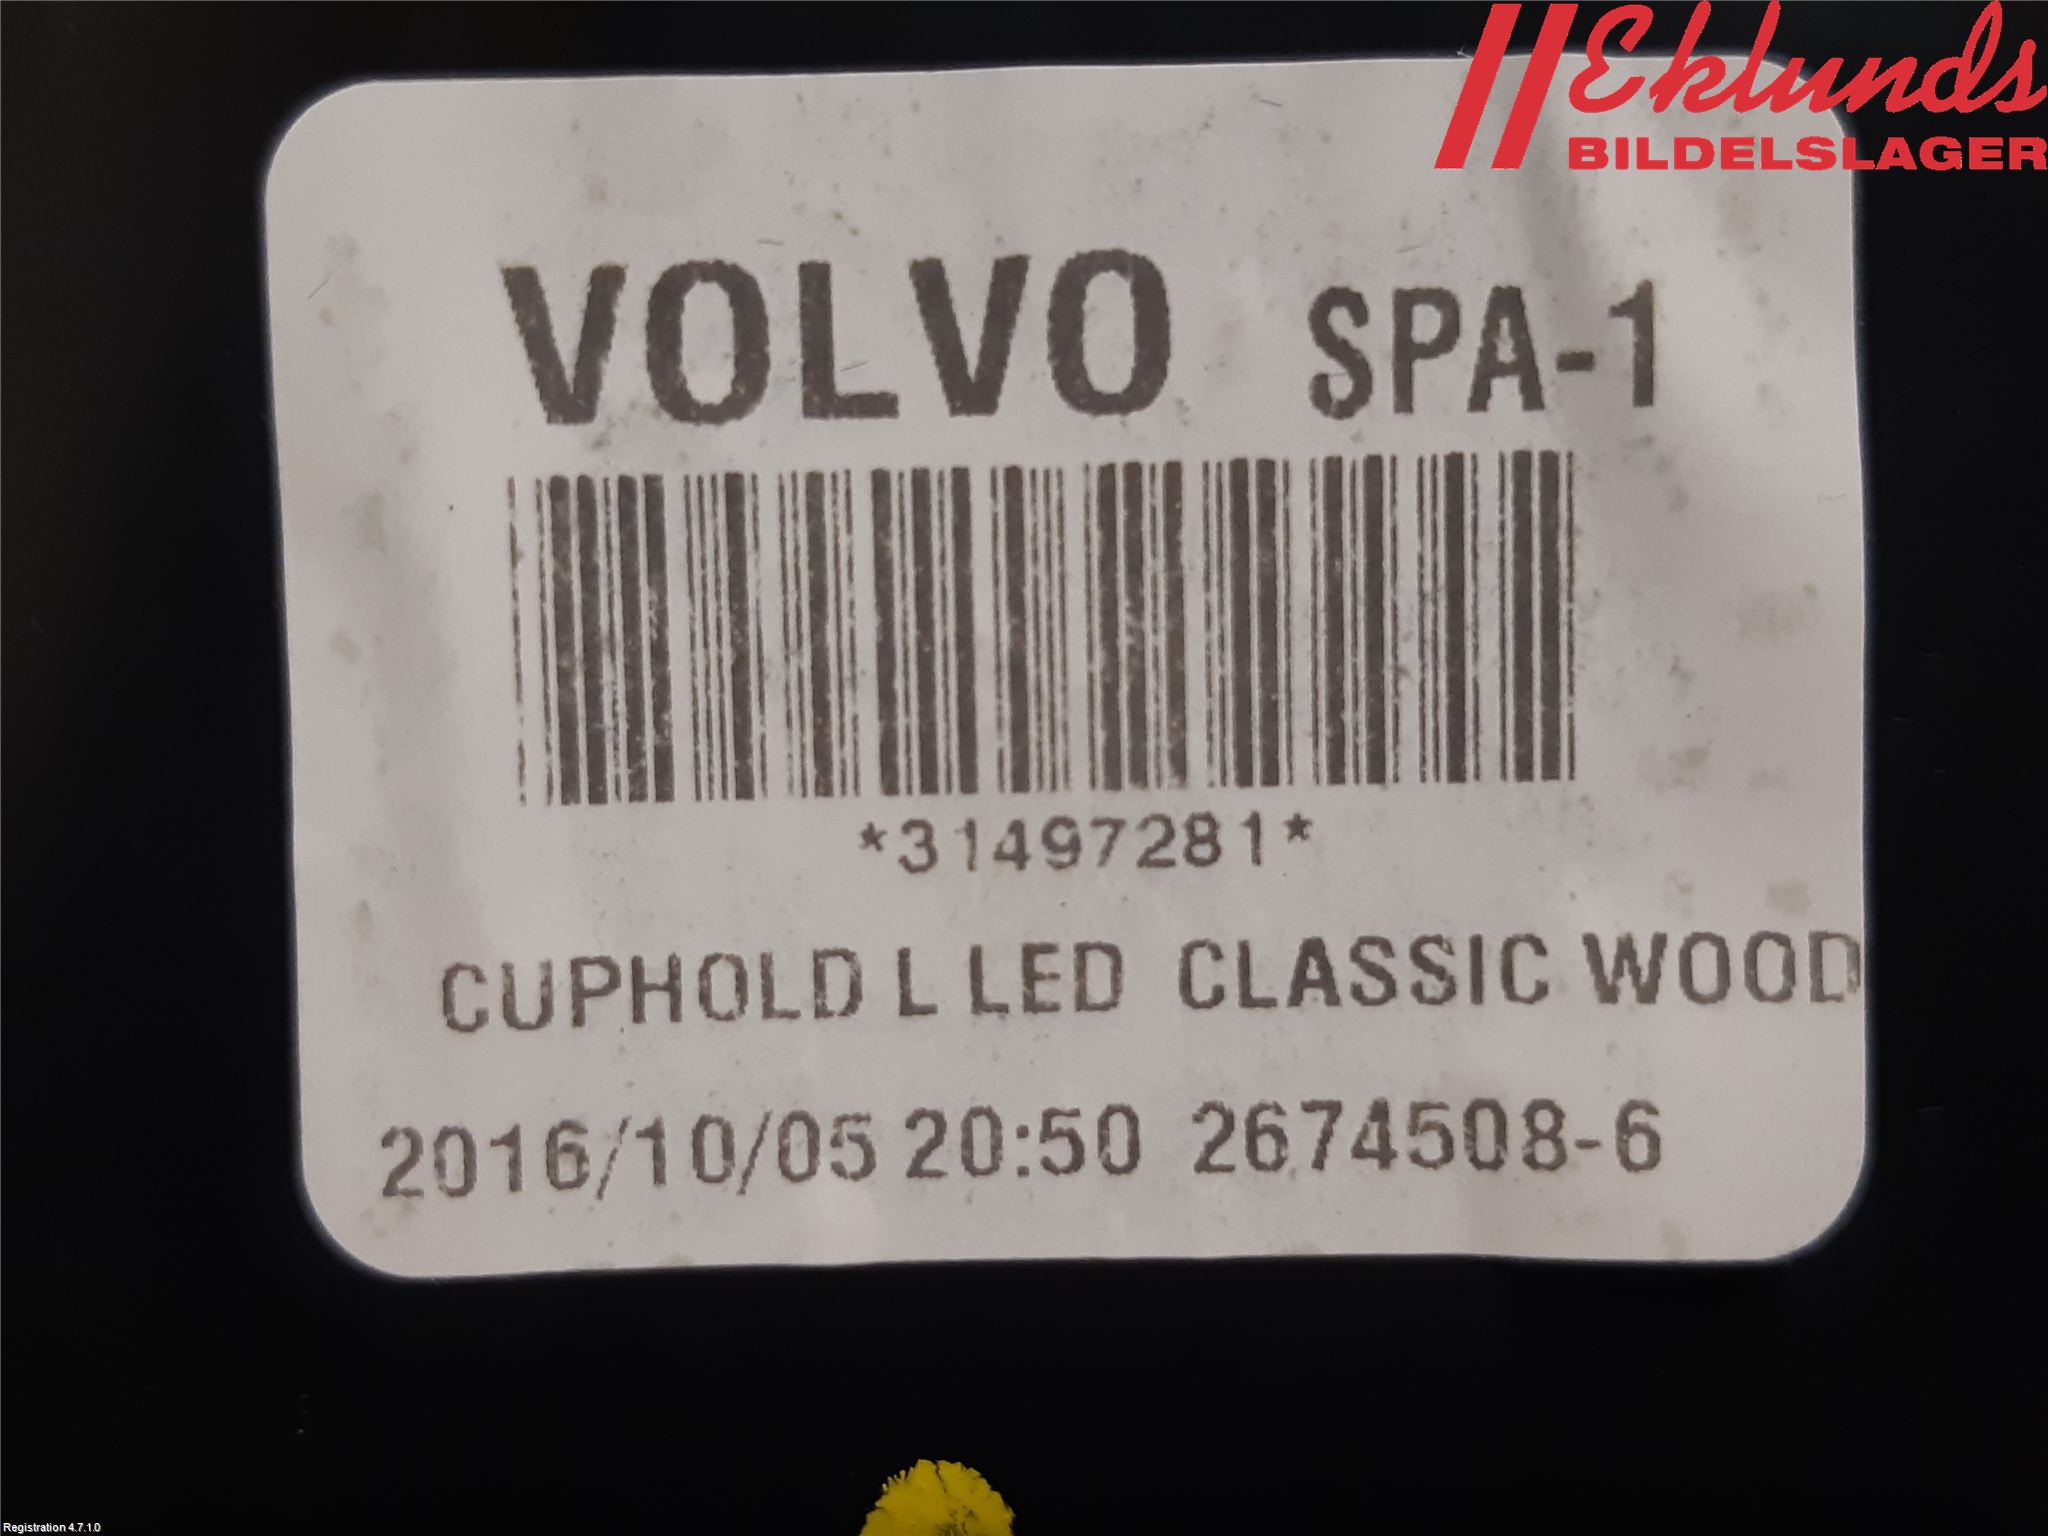 Eklunds
BILDELSLAGER
VOLVO SPA-1
*31497281*
CUPHOLD L LED CLASSIC WOOD
2016/10/05 20:50 2674508-6
Registration 4.7.1.0